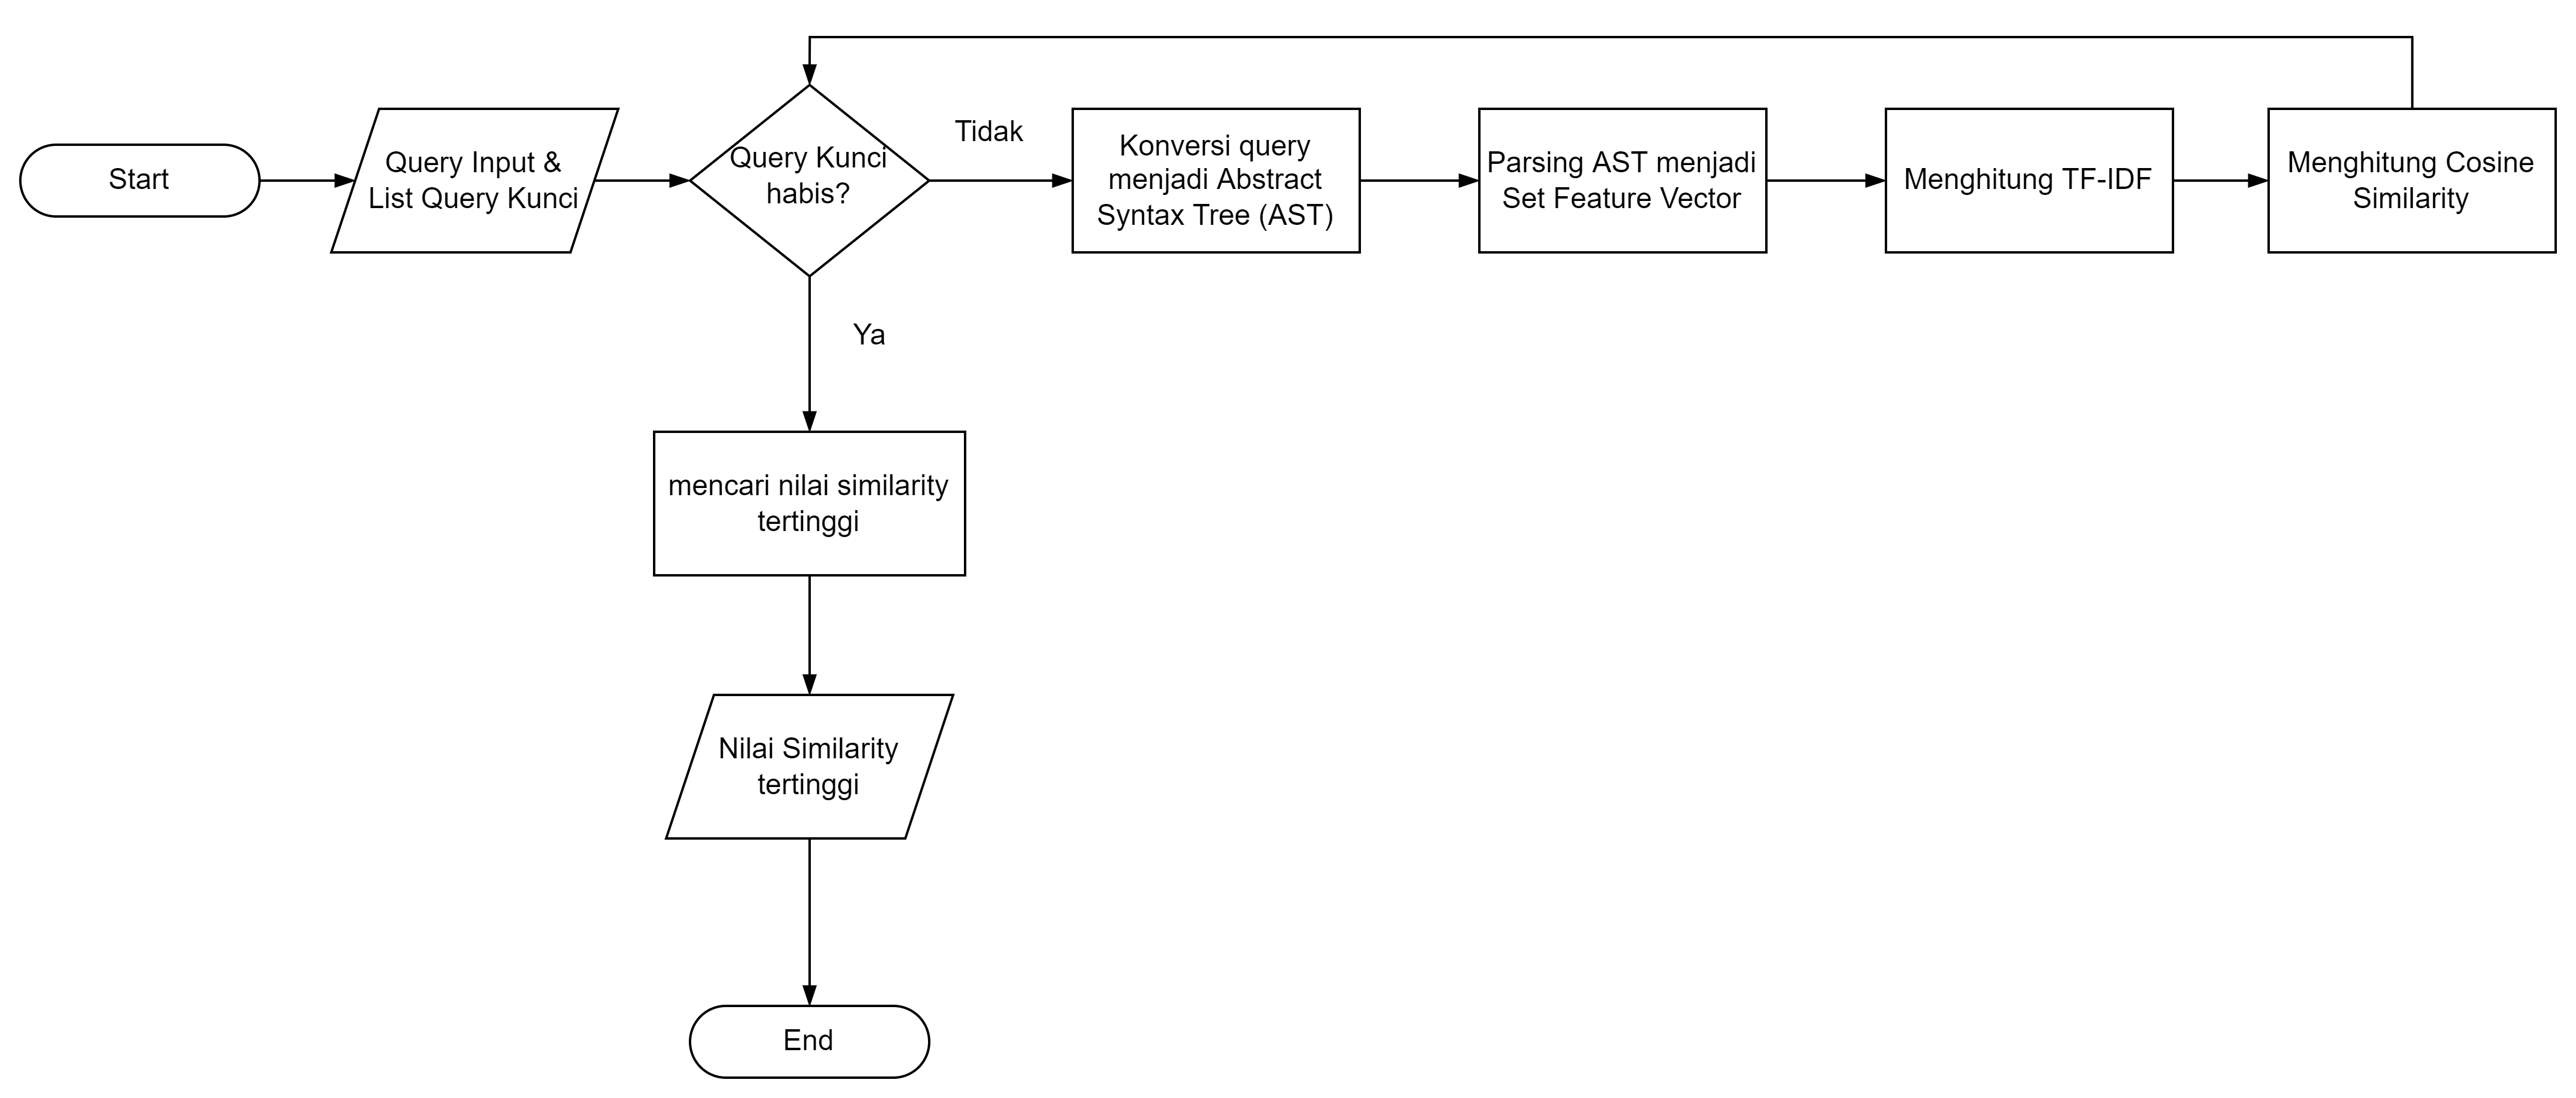 Start
Query Input &
List Query Kunci
Query Kunci
habis?
Tidak
Konversi query
menjadi Abstract
Syntax Tree (AST)
Parsing AST menjadi
Set Feature Vector
Menghitung TF-IDF
Menghitung Cosine
Similarity
Ya
mencari nilai similarity
tertinggi
Nilai Similarity
tertinggi
End